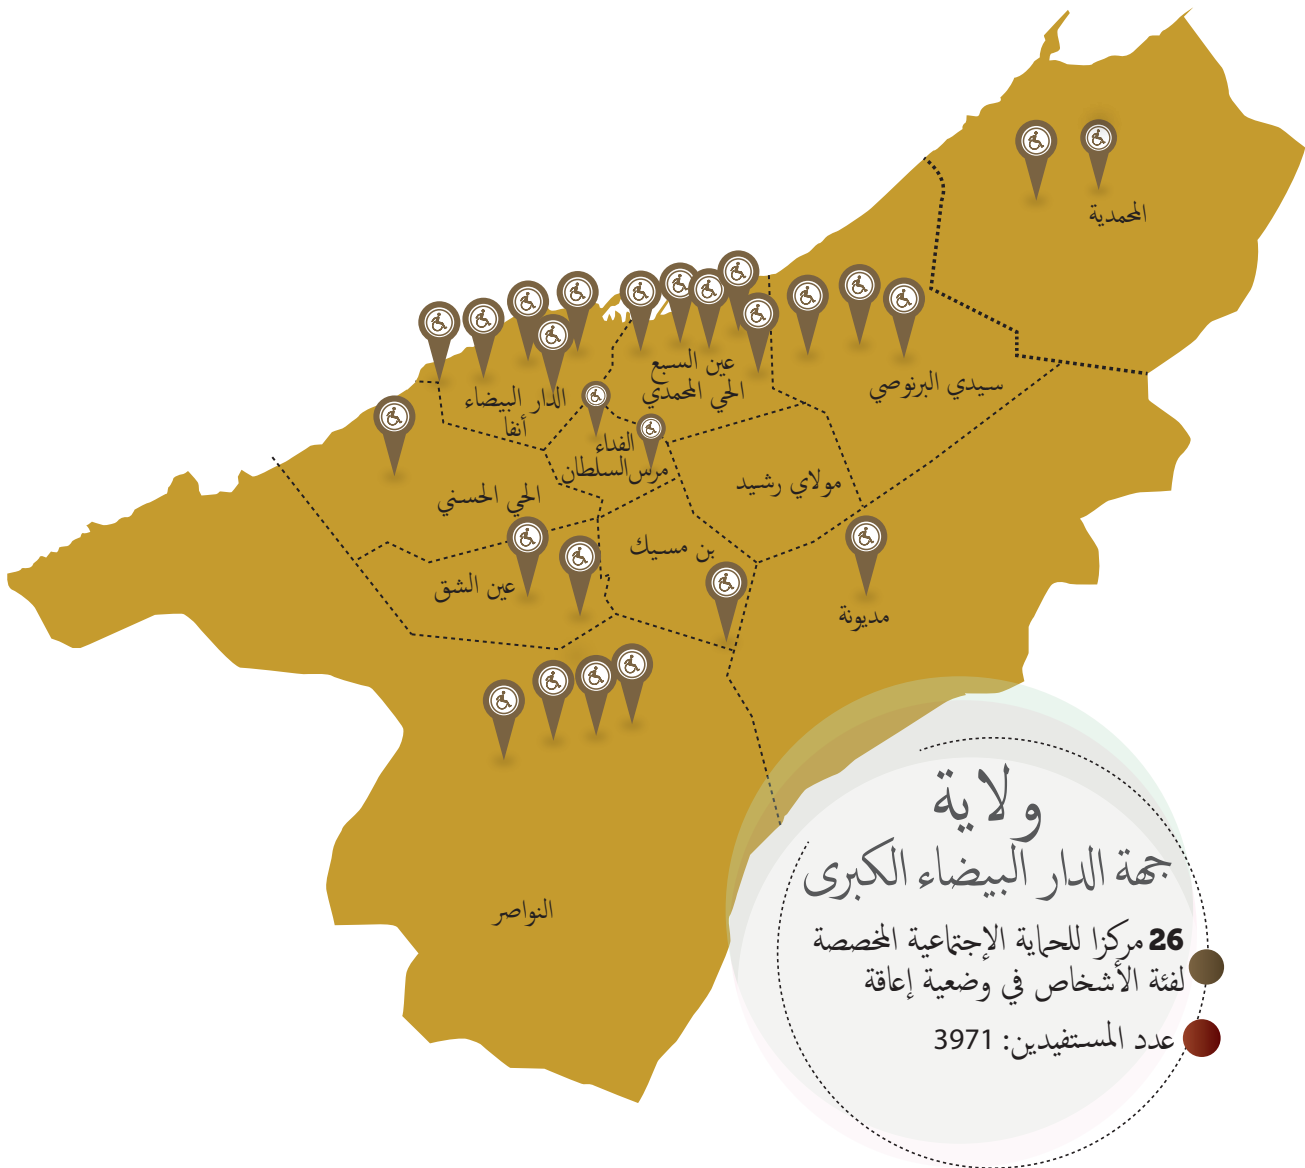 المحمدية
عين السبع
الحي المحمدي
سيدي البرنوصي
الدار البيضاء
أنفا
الفداء
مرس السلطان
مولاي رشيد
الحي الحسني
بن مسيك
عين الشق
مديونة
النواصر
ولاية
جهة الدار البيضاء الكبرى
26 مركزا للحماية الإجتماعية المخصصة
لفئة الأشخاص في وضعية إعاقة
عدد المستفيدين: 3971